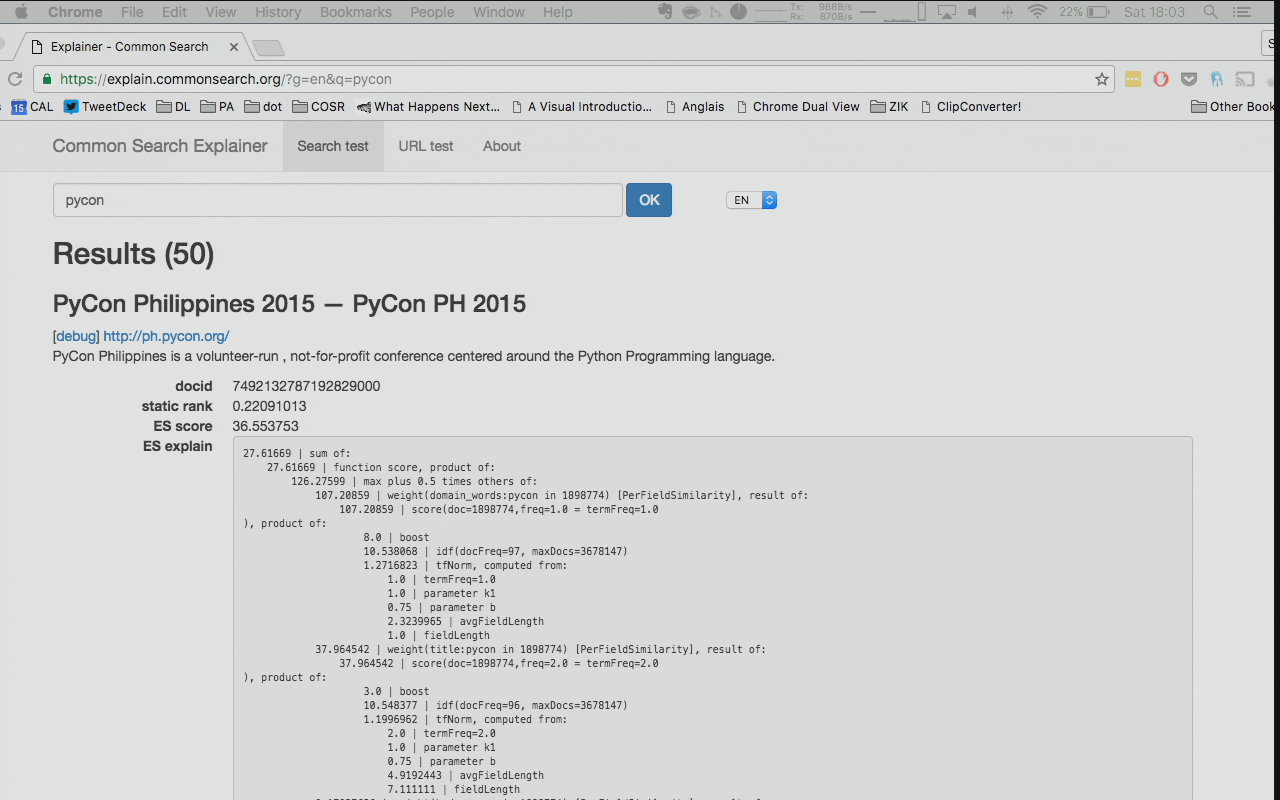 Chrome File Edit View History Bookmarks People Window Help Tx: 988B/s Rx: 870B/s 22% Sat 18:03
Explainer - Common Search
https://explain.commonsearch.org/?g=en&q=pycon
15 CAL TweetDeck DL PA dot COSR What Happens Next... A Visual Introductio... Anglais Chrome Dual View ZIK ClipConverter! Other Book
Common Search Explainer Search test URL test About
pycon OK EN
Results (50)
PyCon Philippines 2015 — PyCon PH 2015
[debug] http://ph.pycon.org/
PyCon Philippines is a volunteer-run , not-for-profit conference centered around the Python Programming language.
docid 7492132787192829000
static rank 0.22091013
ES score 36.553753
ES explain
27.61669 | sum of:
27.61669 | function score, product of:
126.27599 | max plus 0.5 times others of:
107.20859 | weight(domain_words:pycon in 1898774) [PerFieldSimilarity], result of:
107.20859 | score(doc=1898774,freq=1.0 = termFreq=1.0
), product of:
8.0 | boost
10.538068 | idf(docFreq=97, maxDocs=3678147)
1.2716823 | tfNorm, computed from:
1.0 | termFreq=1.0
1.0 | parameter k1
0.75 | parameter b
2.3239965 | avgFieldLength
1.0 | fieldLength
37.964542 | weight(title:pycon in 1898774) [PerFieldSimilarity], result of:
37.964542 | score(doc=1898774,freq=2.0 = termFreq=2.0
), product of:
3.0 | boost
10.548377 | idf(docFreq=96, maxDocs=3678147)
1.1996962 | tfNorm, computed from:
2.0 | termFreq=2.0
1.0 | parameter k1
0.75 | parameter b
4.9192443 | avgFieldLength
7.111111 | fieldLength